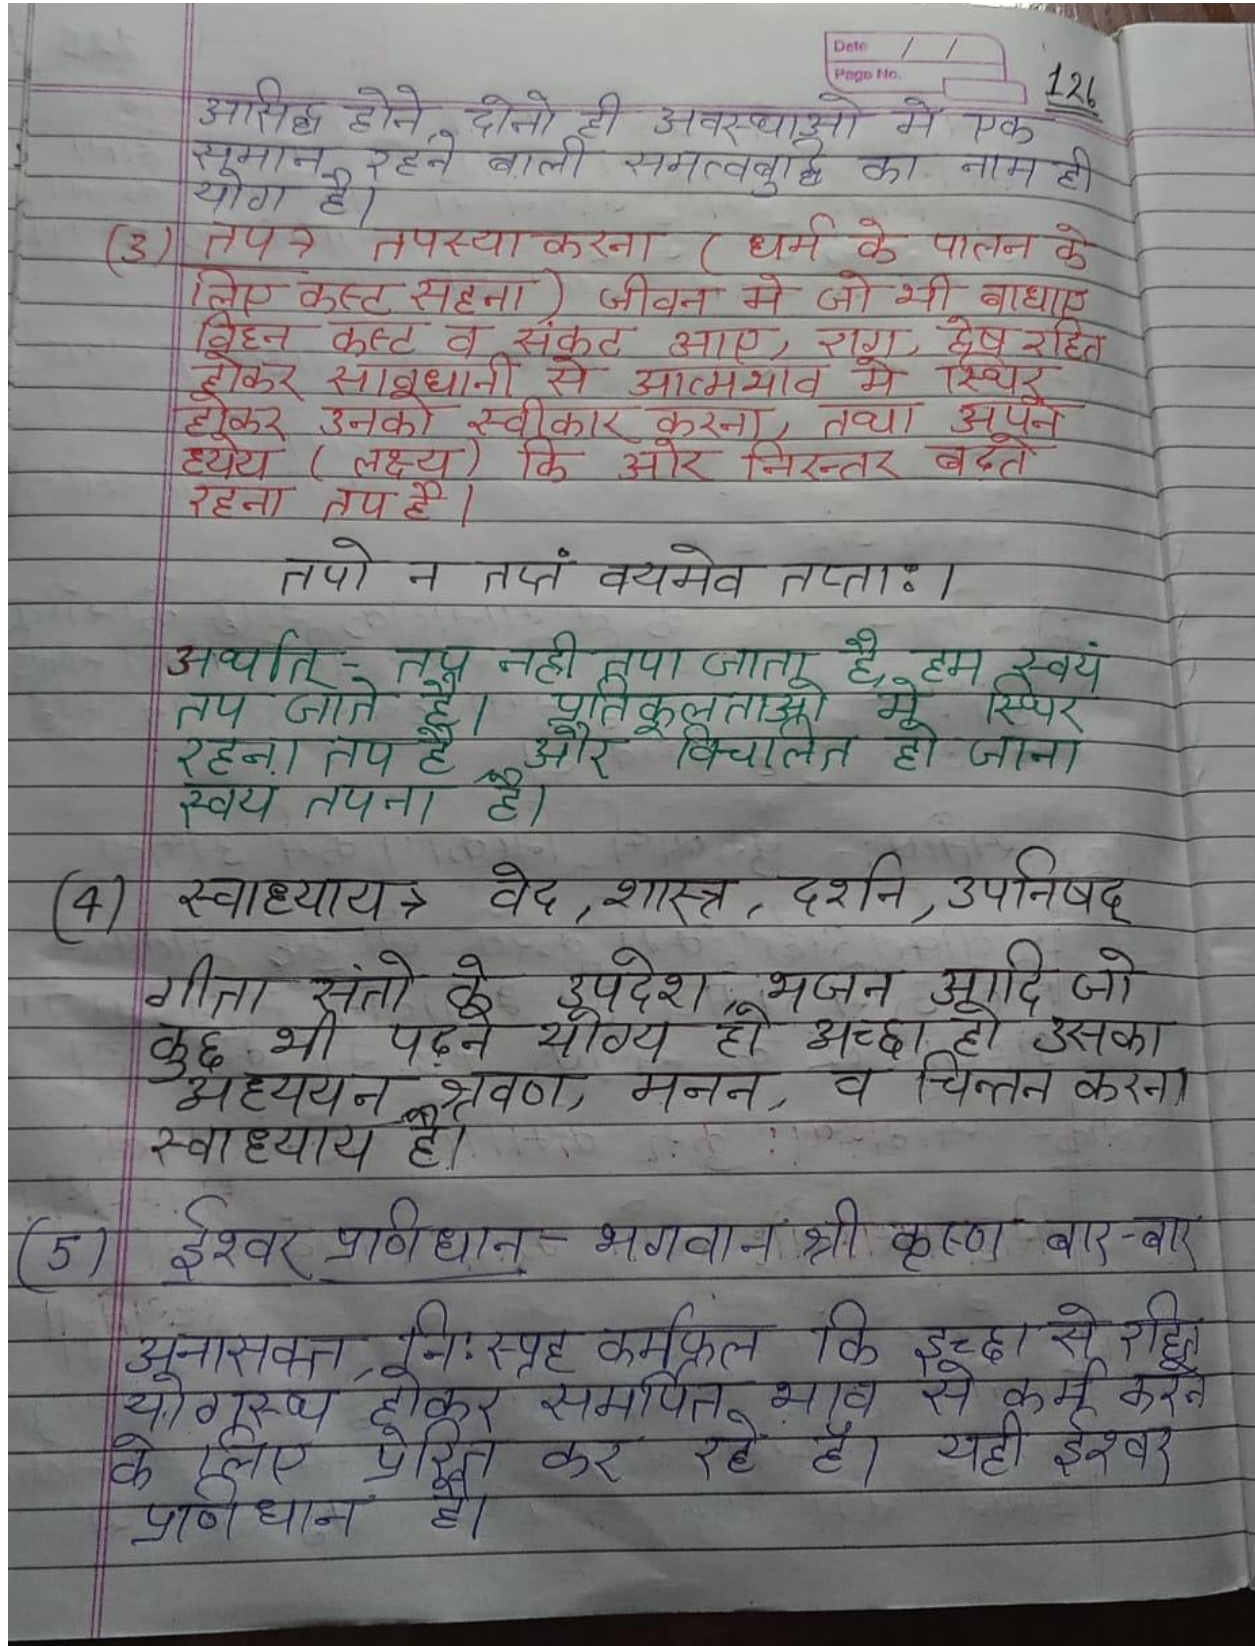 Date / /
Page No.
126
असिद्ध होने, दोनो ही अवस्थाओ मे एक
समान रहने बाली समत्वबुद्धि का नाम ही
योग है।
(3) तप→ तपस्या करना ( धर्म के पालन के
लिए कस्ट सहना) जीवन मे जो भी बाधाए
विघ्न कस्ट व संकट आए, राग, द्वेष रहित
होकर सावधानी से आत्मभाव मे स्थिर
होकर उनको स्वीकार करना, तथा अपने
ध्येय ( लक्ष्य) कि ओर निरन्तर बढ़ते
रहना तप है।
तपो न तप्तं वयमेव तप्ताः।
अर्थात- तप नही तपा जाता है, हम स्वयं
तप जाते है। प्रतिकूलताओ मे स्थिर
रहना तप है, और विचलित हो जाना
स्वय तपना है।
(4) स्वाध्याय→ वेद, शास्त्र, दर्शन, उपनिषद्
गीता संतो के उपदेश, भजन आदि जो
कुछ भी पढ़ने योग्य हो अच्छा हो उसका
अध्ययन, श्रवण, मनन, व चिन्तन करना
स्वाध्याय है।
(5) ईश्वर प्रणिधान- भगवान श्री कृष्ण बार-बार
अनासक्त, निःस्पृह कर्मफल कि इच्छा से रहित
योगस्थ होकर समर्पित भाव से कर्म करने
के लिए प्रेरित कर रहे है। यही ईश्वर
प्रणिधान है।